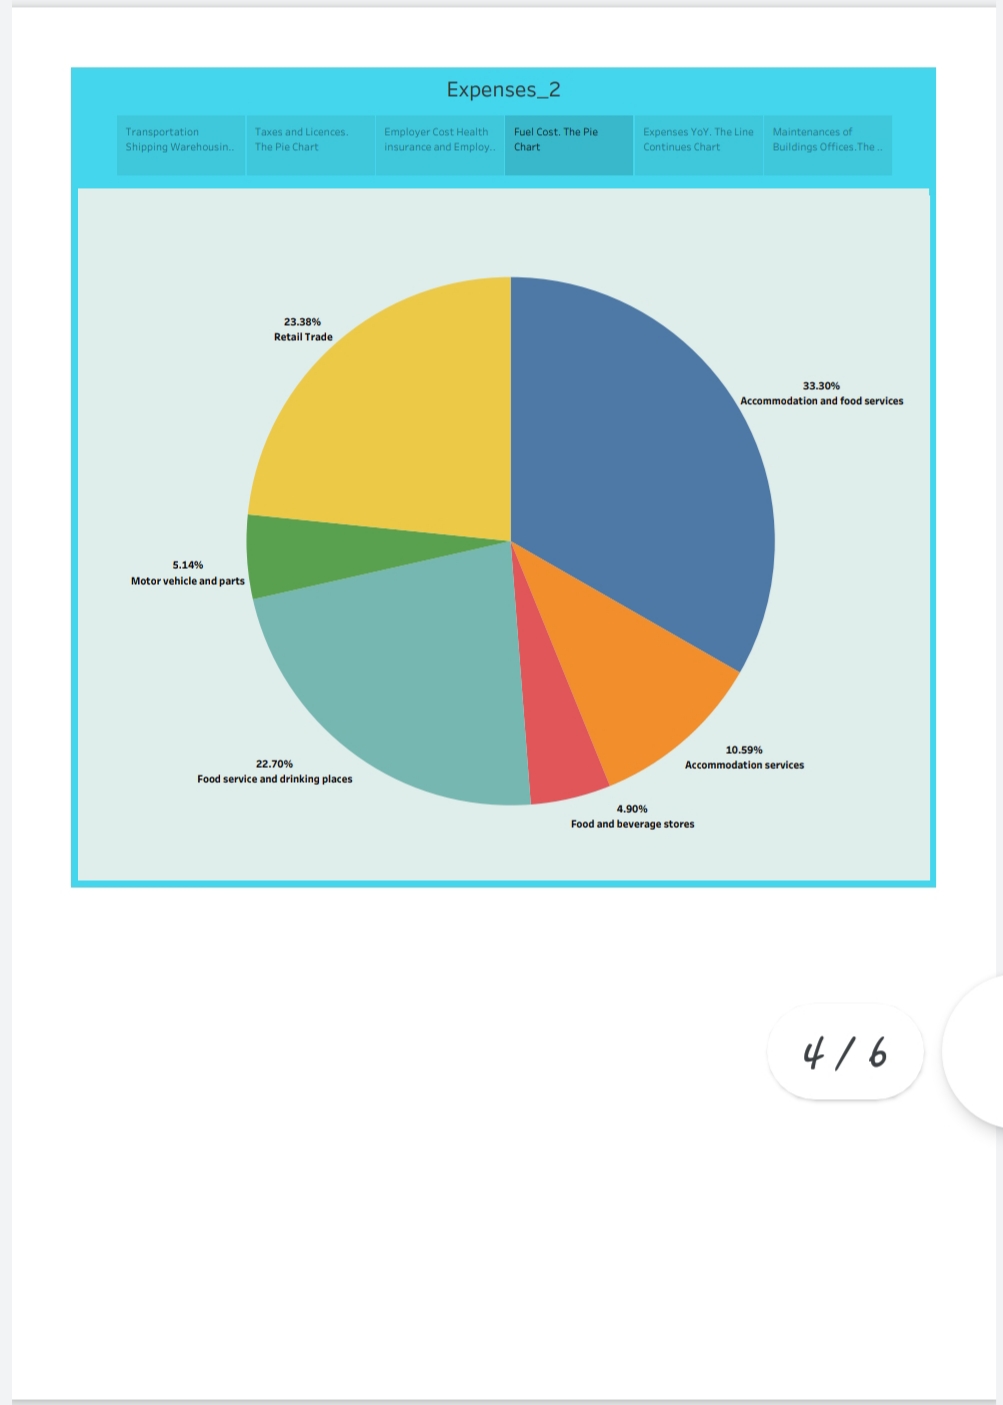 Expenses_2
Transportation
Shipping Warehousin..
Taxes and Licences.
The Pie Chart
Employer Cost Health
insurance and Employ..
Fuel Cost. The Pie
Chart
Expenses YoY. The Line
Continues Chart
Maintenances of
Buildings Offices.The ..
23.38%
Retail Trade
33.30%
Accommodation and food services
5.14%
Motor vehicle and parts
22.70%
Food service and drinking places
10.59%
Accommodation services
4.90%
Food and beverage stores
4 / 6